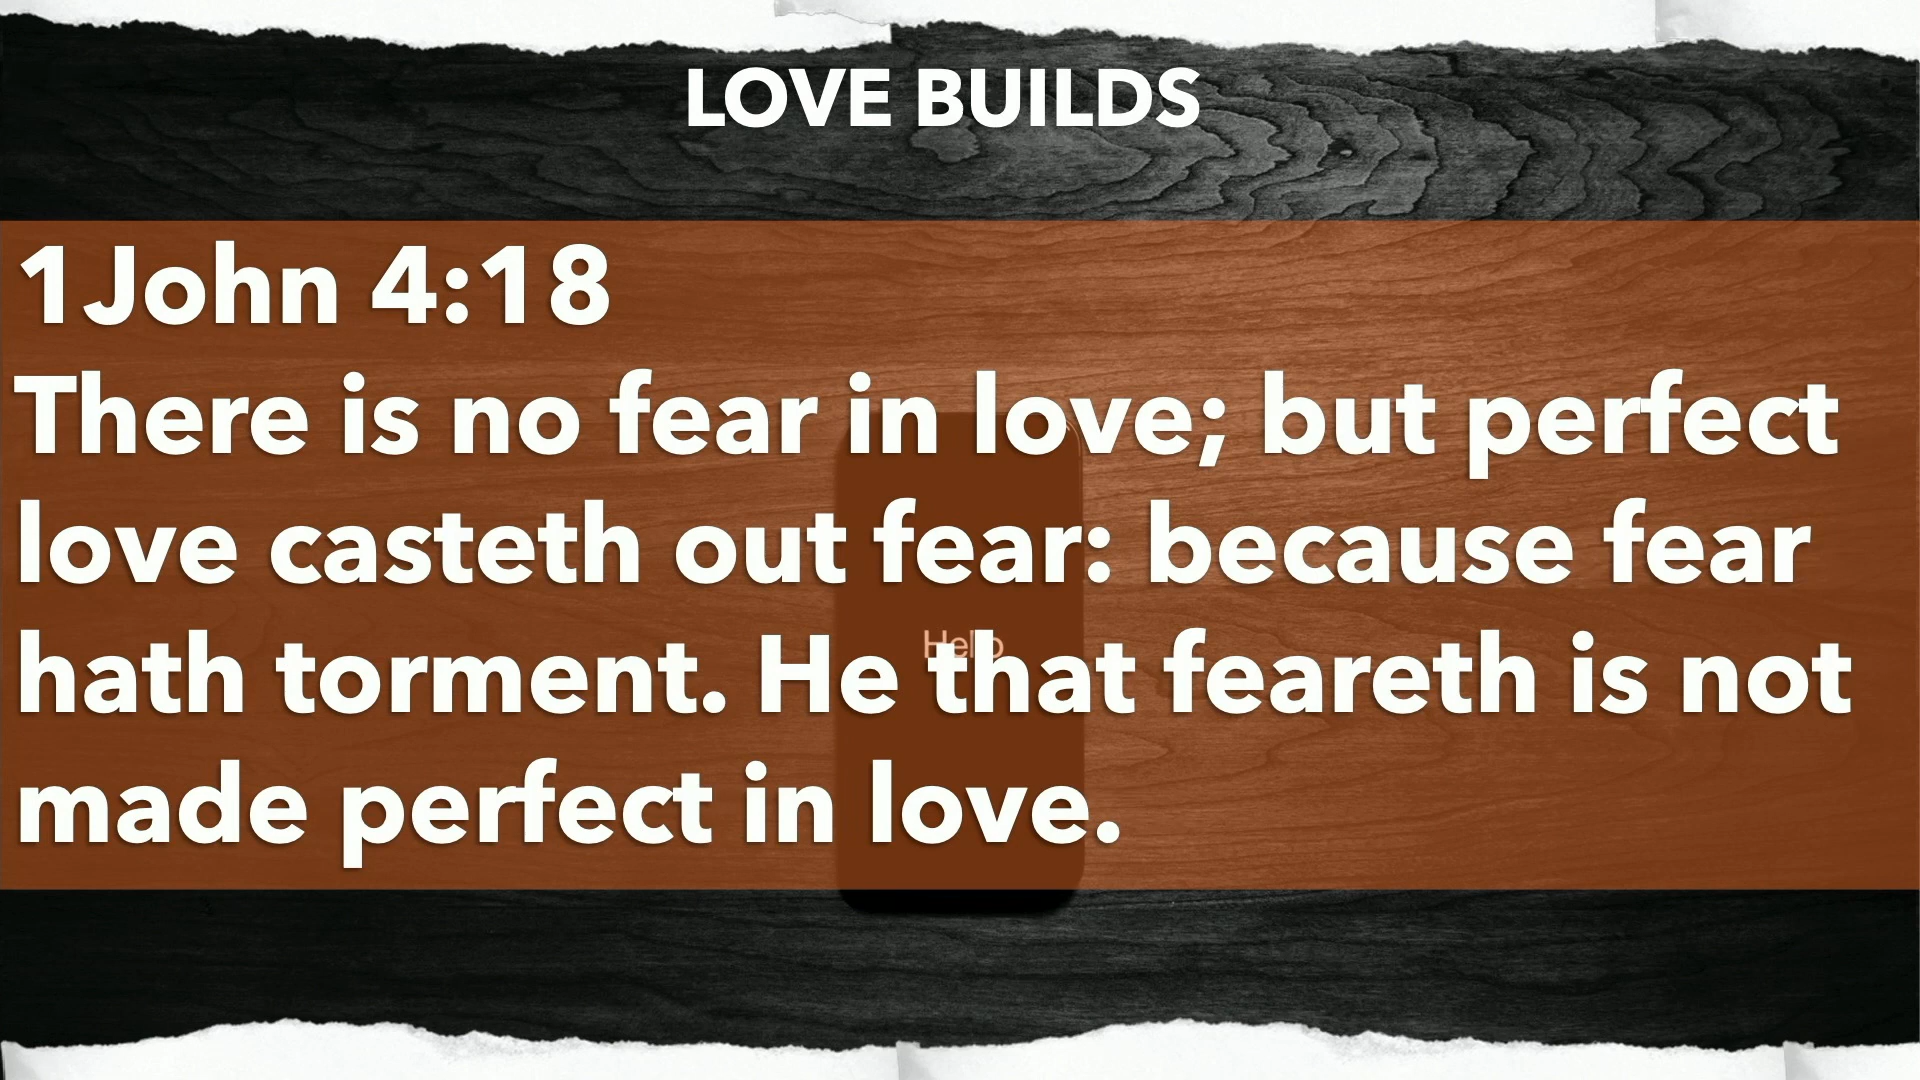 LOVE BUILDS
1John 4:18
There is no fear in love; but perfect
love casteth out fear: because fear
hath torment. He that feareth is not
made perfect in love.
Hello